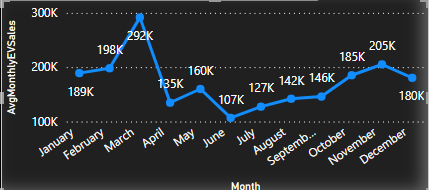 AvgMonthlyEVSales
300K
200K
100K
189K
198K
292K
135K
160K
107K
127K
142K
146K
185K
205K
180K
January
February
March
April
May
June
July
August
Septemb...
October
November
December
Month